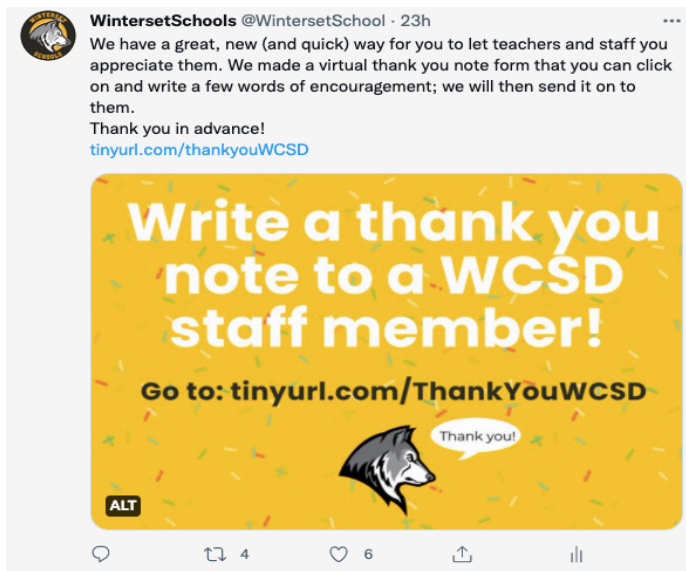 WintersetSchools @WintersetSchool · 23h
We have a great, new (and quick) way for you to let teachers and staff you
appreciate them. We made a virtual thank you note form that you can click
on and write a few words of encouragement; we will then send it on to
them.
Thank you in advance!
tinyurl.com/thankyouWCSD
Write a thank you
note to a WCSD
staff member!
Go to: tinyurl.com/ThankYouWCSD
Thank you!
ALT
4 6
WINTERSET
SCHOOLS